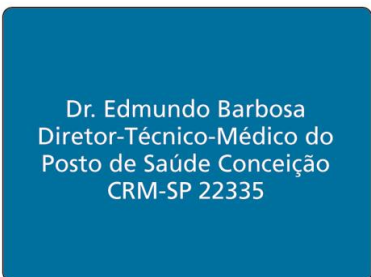 Dr. Edmundo Barbosa
Diretor-Técnico-Médico do
Posto de Saúde Conceição
CRM-SP 22335